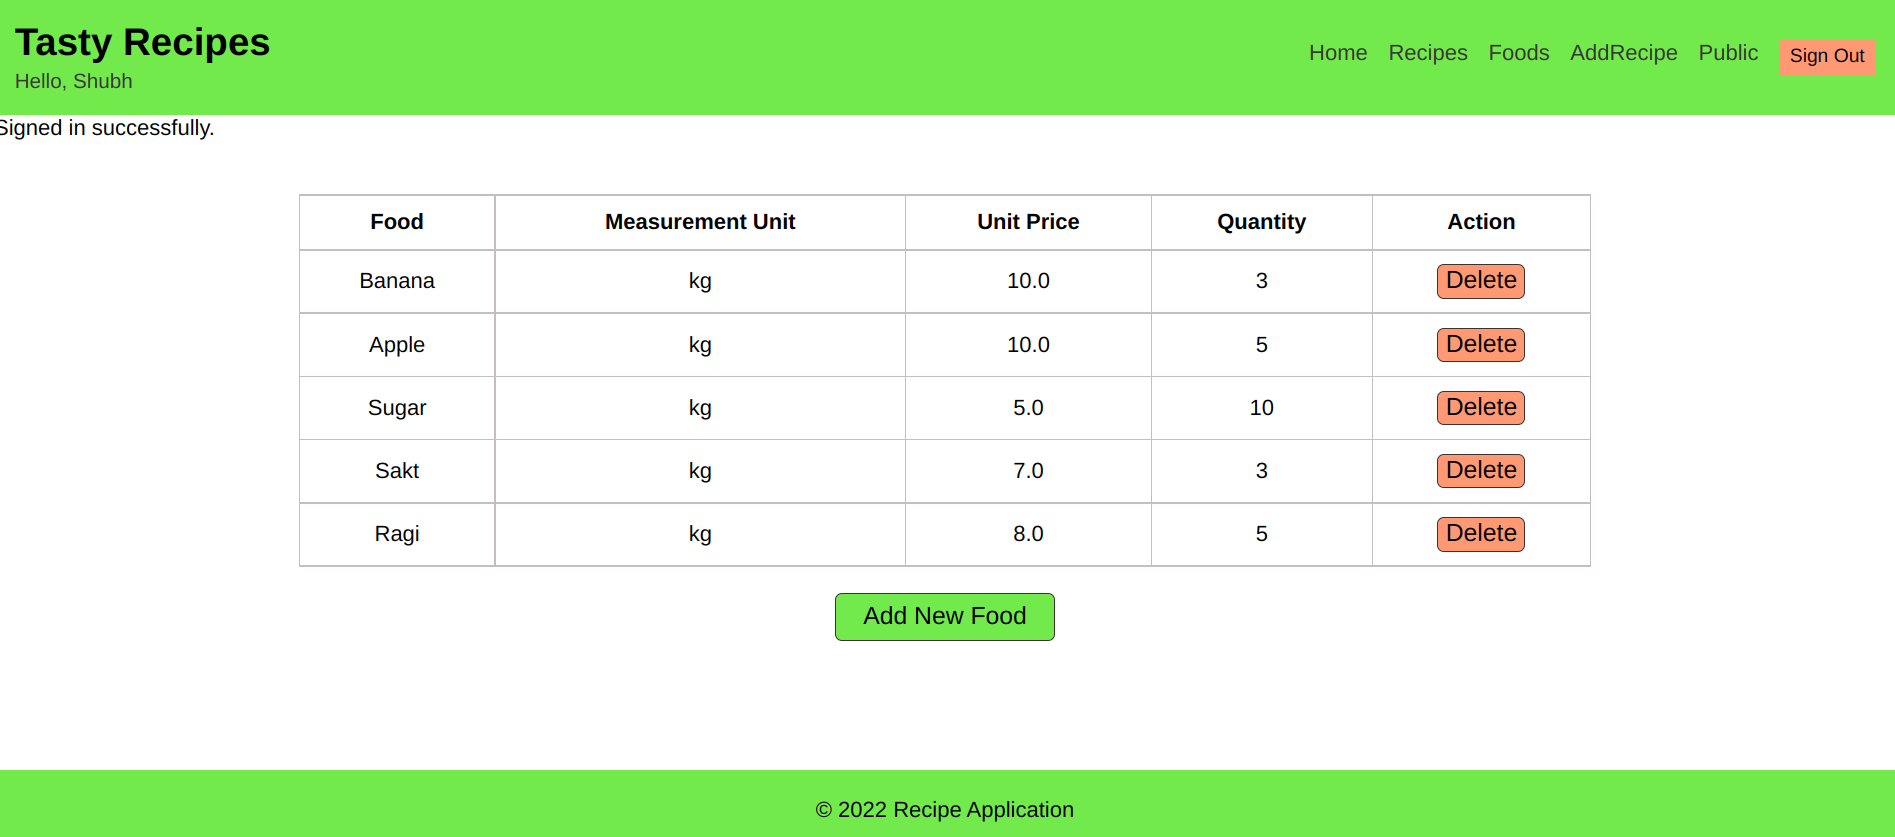 Tasty Recipes
Hello, Shubh
Home Recipes Foods AddRecipe Public Sign Out
Signed in successfully.
Food Measurement Unit Unit Price Quantity Action
Banana kg 10.0 3 Delete
Apple kg 10.0 5 Delete
Sugar kg 5.0 10 Delete
Sakt kg 7.0 3 Delete
Ragi kg 8.0 5 Delete
Add New Food
© 2022 Recipe Application